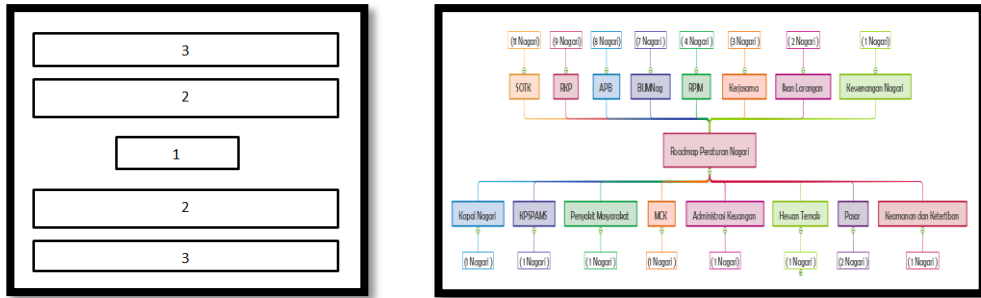 3
2
1
2
3
(11 Nagari) (9 Nagari) (8 Nagari) (7 Nagari ) ( 4 Nagari ) (3 Nagari ) ( 2 Nagari ) ( 1 Nagari)
SOTK RKP APB BUMNag RPJM Kerjasama Ikan Larangan Kewenangan Nagari
Roadmap Peraturan Nagari
Kapal Nagari KPSPAMS Penyakit Masyarakat MCK Administrasi Keuangan Hewan Ternak Pasar Keamanan dan Ketertiban
(1 Nagari) ( 1 Nagari ) ( 1 Nagari ) (1 Nagari ) ( 1 Nagari) (1 Nagari ) (2 Nagari ) ( 1 Nagari )